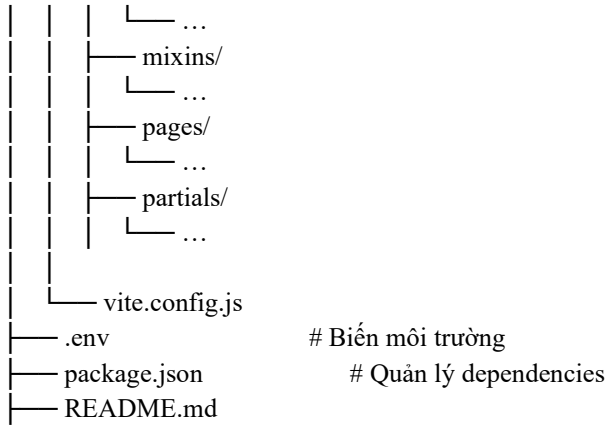 │ │ │ └── …
│ │ ├── mixins/
│ │ │ └── …
│ │ ├── pages/
│ │ │ └── …
│ │ ├── partials/
│ │ │ └── …
│ │
│ └── vite.config.js
├── .env # Biến môi trường
├── package.json # Quản lý dependencies
├── README.md